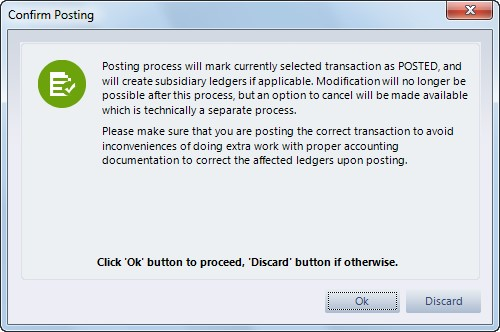 Confirm Posting
Posting process will mark currently selected transaction as POSTED, and
will create subsidiary ledgers if applicable. Modification will no longer be
possible after this process, but an option to cancel will be made available
which is technically a separate process.
Please make sure that you are posting the correct transaction to avoid
inconveniences of doing extra work with proper accounting
documentation to correct the affected ledgers upon posting.
Click 'Ok' button to proceed, 'Discard' button if otherwise.
Ok
Discard